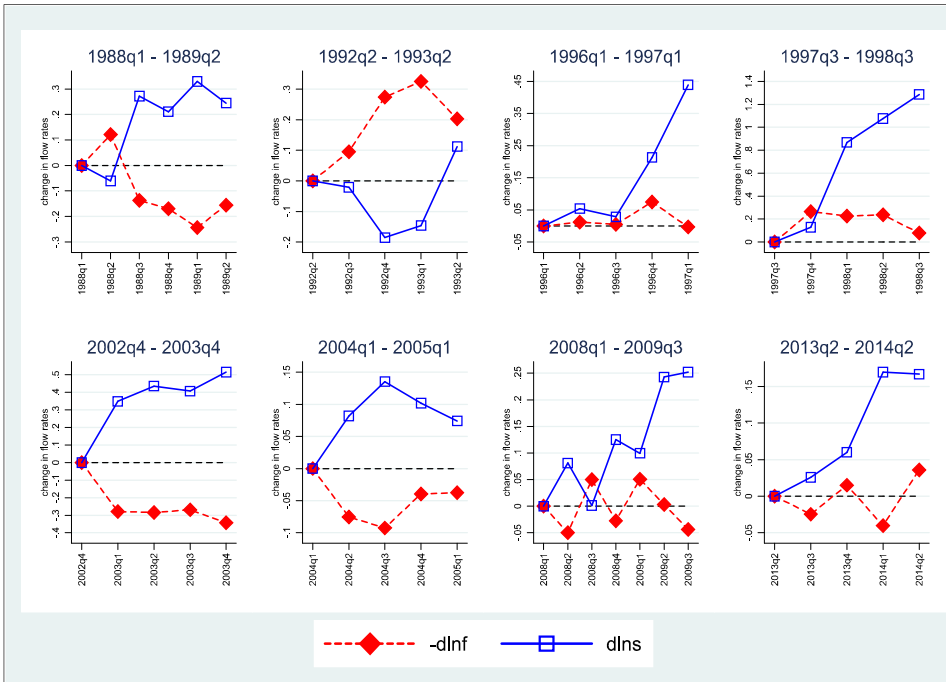 1988q1 - 1989q2
change in flow rates
-.3 -.2 -.1 0 .1 .2 .3
1988q1 1988q2 1988q3 1988q4 1989q1 1989q2
1992q2 - 1993q2
change in flow rates
-.2 -.1 0 .1 .2 .3
1992q2 1992q3 1992q4 1993q1 1993q2
1996q1 - 1997q1
change in flow rates
-.05 .05 .15 .25 .35 .45
1996q1 1996q2 1996q3 1996q4 1997q1
1997q3 - 1998q3
change in flow rates
0 .2 .4 .6 .8 1 1.2 1.4
1997q3 1997q4 1998q1 1998q2 1998q3
2002q4 - 2003q4
change in flow rates
-.4 -.3 -.2 -.1 0 .1 .2 .3 .4 .5
2002q4 2003q1 2003q2 2003q3 2003q4
2004q1 - 2005q1
change in flow rates
-.1 -.05 0 .05 .1 .15
2004q1 2004q2 2004q3 2004q4 2005q1
2008q1 - 2009q3
change in flow rates
-.05 0 .05 .1 .15 .2 .25
2008q1 2008q2 2008q3 2008q4 2009q1 2009q2 2009q3
2013q2 - 2014q2
change in flow rates
-.05 0 .05 .1 .15
2013q2 2013q3 2013q4 2014q1 2014q2
-dlnf dlns